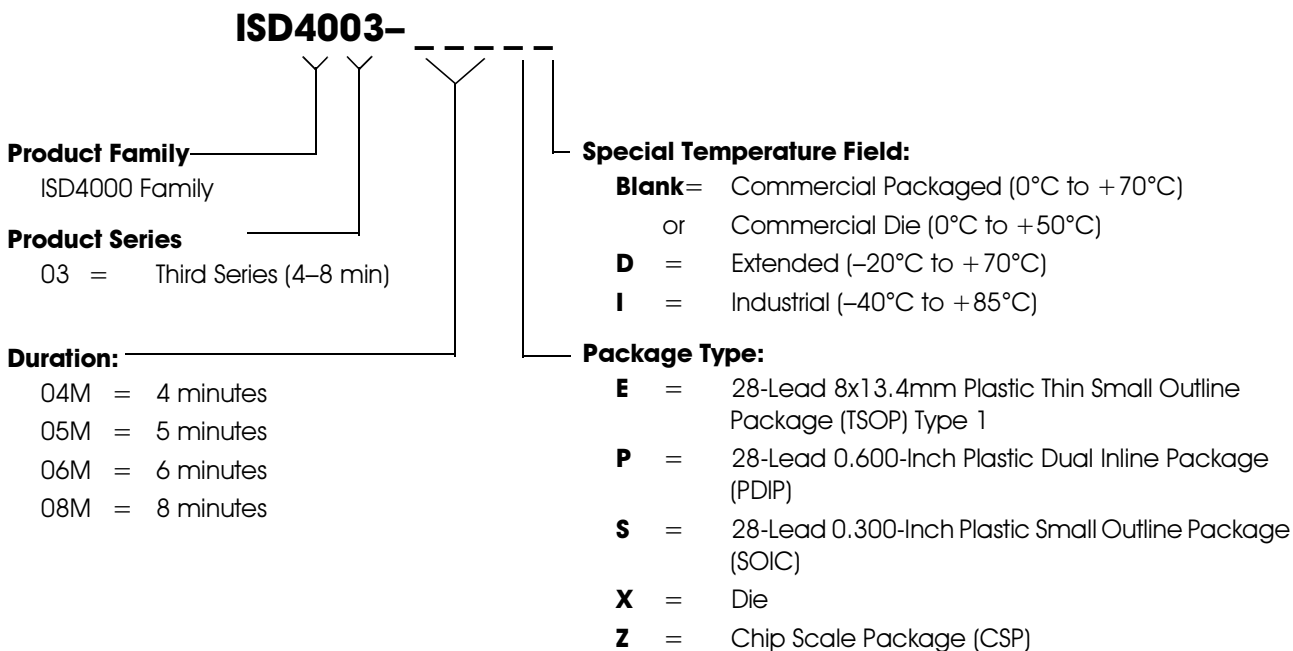 ISD4003– _ _ _ _ _
Product Family
ISD4000 Family
Product Series
03 = Third Series (4–8 min)
Duration:
04M = 4 minutes
05M = 5 minutes
06M = 6 minutes
08M = 8 minutes
Special Temperature Field:
Blank= Commercial Packaged (0°C to +70°C)
or Commercial Die (0°C to +50°C)
D = Extended (–20°C to +70°C)
I = Industrial (–40°C to +85°C)
Package Type:
E = 28-Lead 8x13.4mm Plastic Thin Small Outline
Package (TSOP) Type 1
P = 28-Lead 0.600-Inch Plastic Dual Inline Package
(PDIP)
S = 28-Lead 0.300-Inch Plastic Small Outline Package
(SOIC)
X = Die
Z = Chip Scale Package (CSP)